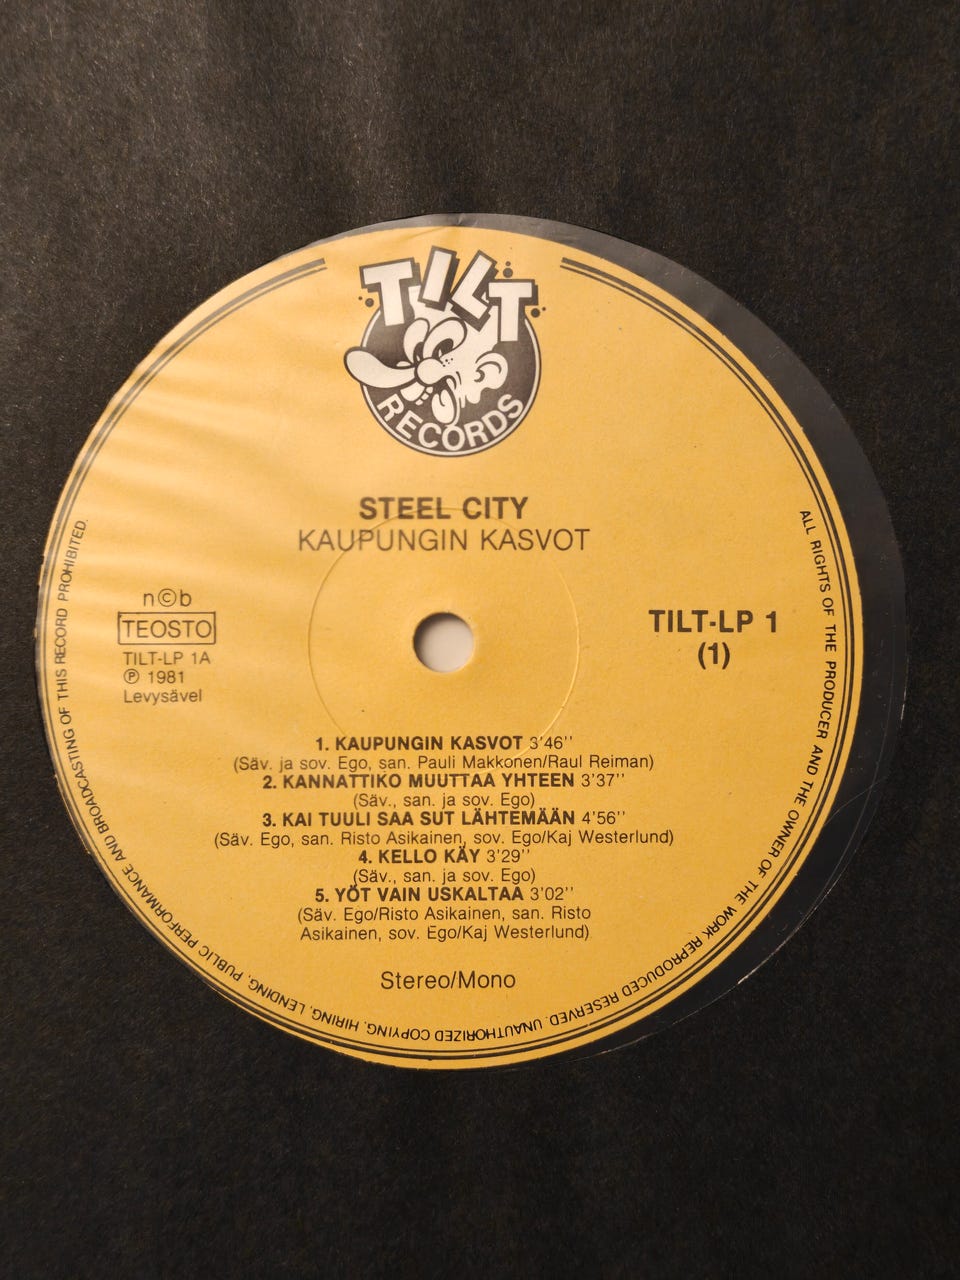 TILT
RECORDS
STEEL CITY
KAUPUNGIN KASVOT
n©b
TEOSTO
TILT-LP 1A
℗ 1981
Levysävel
TILT-LP 1
(1)
1. KAUPUNGIN KASVOT 3'46''
(Säv. ja sov. Ego, san. Pauli Makkonen/Raul Reiman)
2. KANNATTIKO MUUTTAA YHTEEN 3'37''
(Säv., san. ja sov. Ego)
3. KAI TUULI SAA SUT LÄHTEMÄÄN 4'56''
(Säv. Ego, san. Risto Asikainen, sov. Ego/Kaj Westerlund)
4. KELLO KÄY 3'29''
(Säv., san. ja sov. Ego)
5. YÖT VAIN USKALTAA 3'02''
(Säv. Ego/Risto Asikainen, san. Risto
Asikainen, sov. Ego/Kaj Westerlund)
Stereo/Mono
ALL RIGHTS OF THE PRODUCER AND THE OWNER OF THE WORK REPRODUCED RESERVED. UNAUTHORIZED COPYING, HIRING, LENDING, PUBLIC PERFORMANCE AND BROADCASTING OF THIS RECORD PROHIBITED.